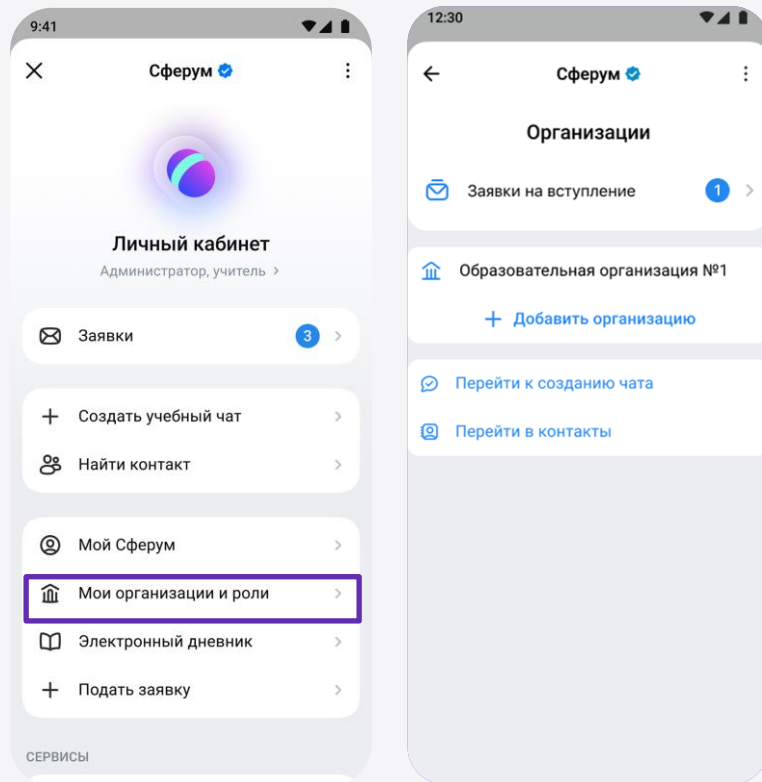 9:41
Сферум
Личный кабинет
Администратор, учитель
Заявки
3
Создать учебный чат
Найти контакт
Мой Сферум
Мои организации и роли
Электронный дневник
Подать заявку
СЕРВИСЫ
12:30
Сферум
Организации
Заявки на вступление
1
Образовательная организация №1
Добавить организацию
Перейти к созданию чата
Перейти в контакты